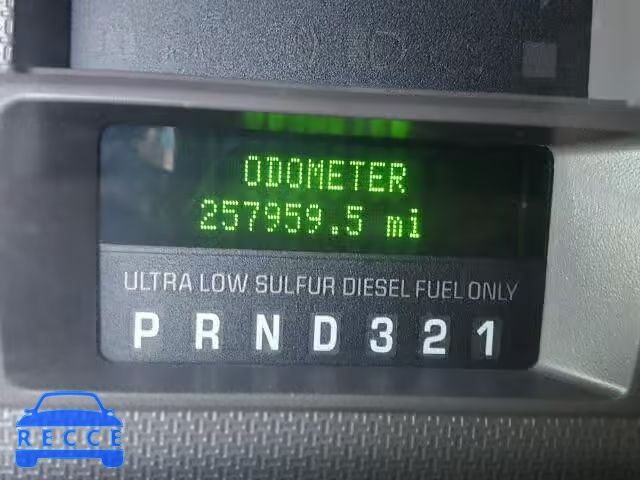 ODOMETER
257959.5 mi
ULTRA LOW SULFUR DIESEL FUEL ONLY
P R N D 3 2 1
RECCE